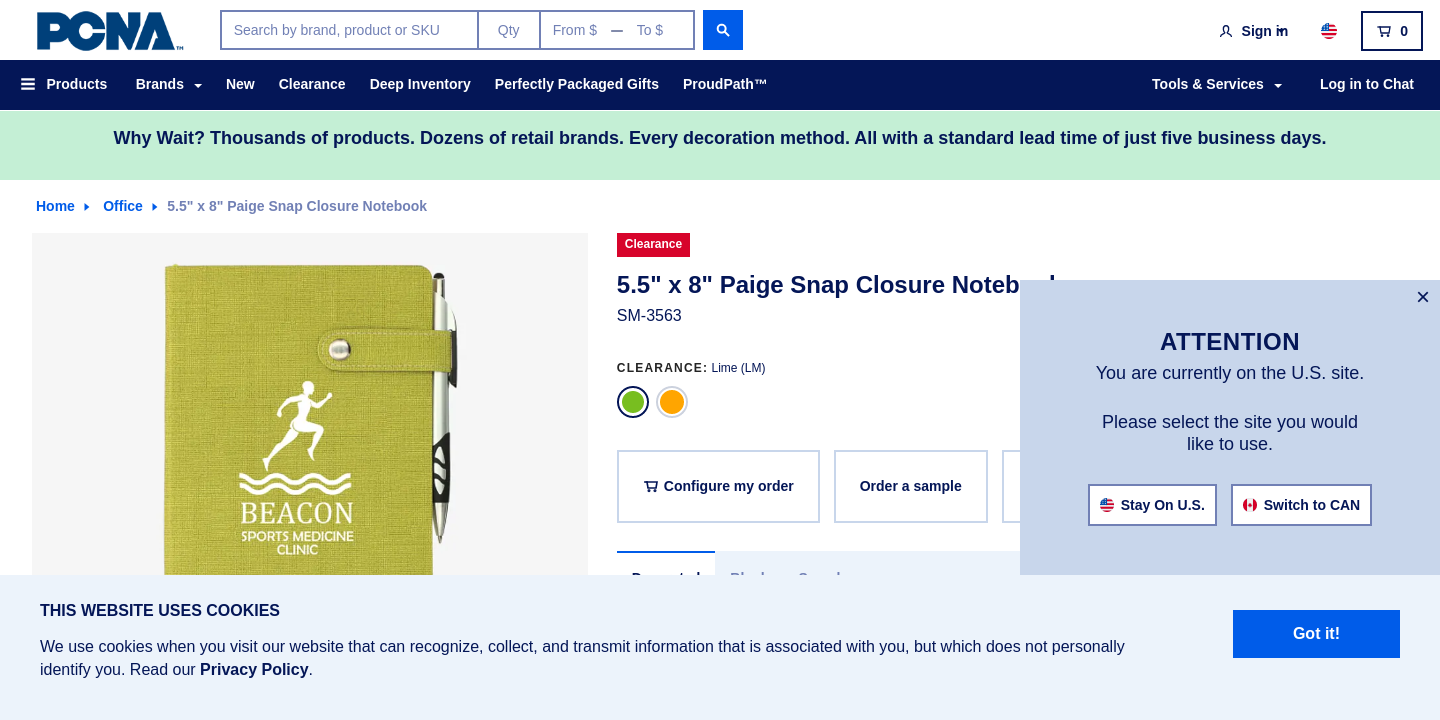 PCNA™
Search by brand, product or SKU
Qty
From $ — To $
Sign in
0
Products
Brands
New
Clearance
Deep Inventory
Perfectly Packaged Gifts
ProudPath™
Tools & Services
Log in to Chat
Why Wait? Thousands of products. Dozens of retail brands. Every decoration method. All with a standard lead time of just five business days.
Home
Office
5.5" x 8" Paige Snap Closure Notebook
BEACON
SPORTS MEDICINE
CLINIC
Clearance
5.5" x 8" Paige Snap Closure Notebook
SM-3563
CLEARANCE: Lime (LM)
Configure my order
Order a sample
×
ATTENTION
You are currently on the U.S. site.
Please select the site you would
like to use.
Stay On U.S.
Switch to CAN
THIS WEBSITE USES COOKIES
We use cookies when you visit our website that can recognize, collect, and transmit information that is associated with you, but which does not personally
identify you. Read our Privacy Policy.
Got it!